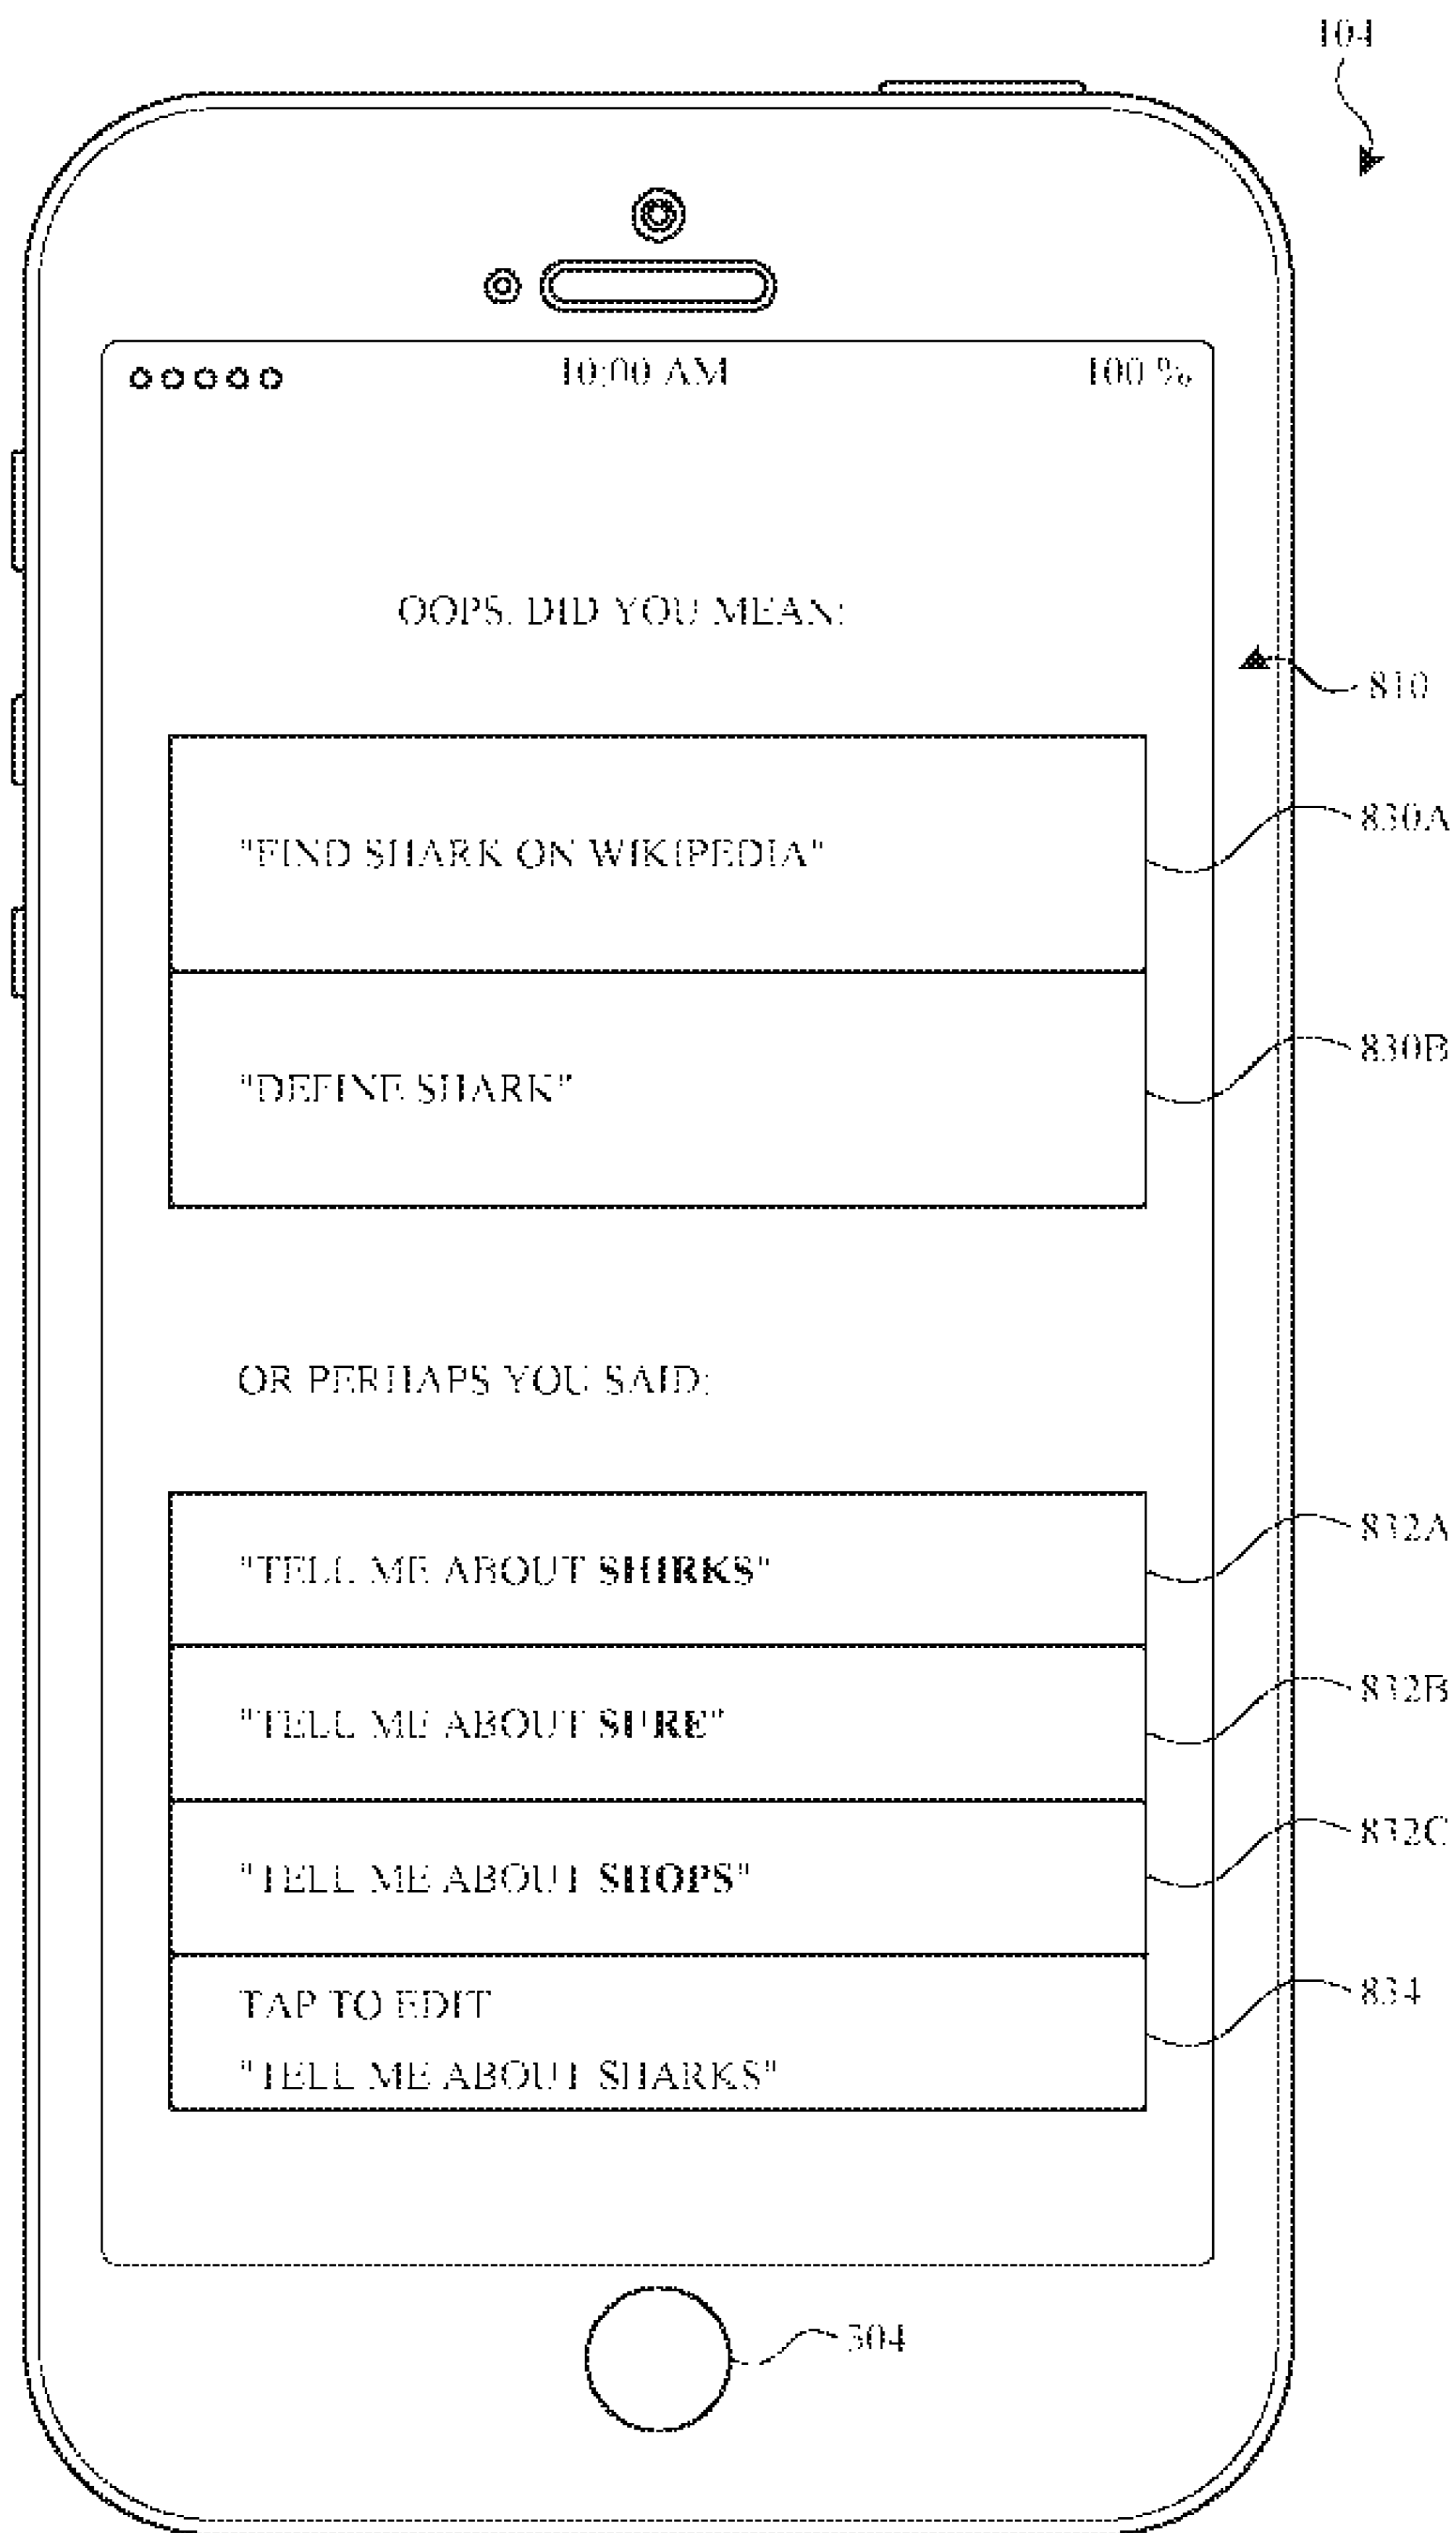 104
10:00 AM 100 %
OOPS. DID YOU MEAN:
810
"FIND SHARK ON WIKIPEDIA"
830A
"DEFINE SHARK"
830B
OR PERHAPS YOU SAID:
"TELL ME ABOUT SHIRKS"
832A
"TELL ME ABOUT SURE"
832B
"TELL ME ABOUT SHOPS"
832C
TAP TO EDIT
834
"TELL ME ABOUT SHARKS"
304